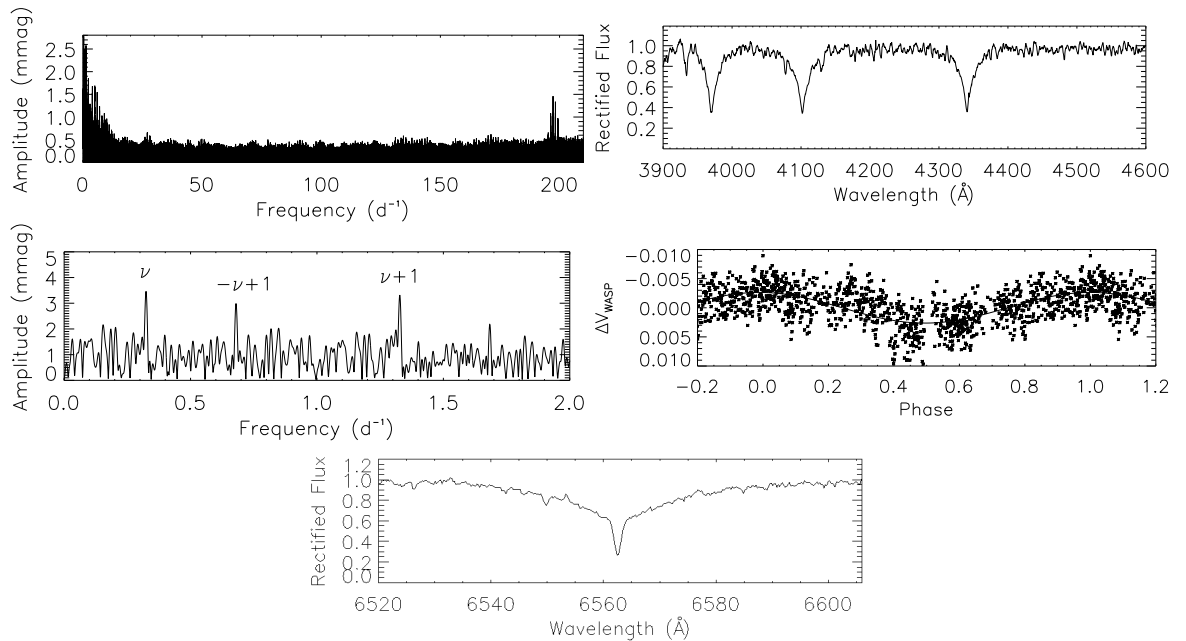 Amplitude (mmag)
2.5
2.0
1.5
1.0
0.5
0.0
0 50 100 150 200
Frequency (d⁻¹)
Rectified Flux
1.0
0.8
0.6
0.4
0.2
3900 4000 4100 4200 4300 4400 4500 4600
Wavelength (Å)
Amplitude (mmag)
5
4
3
2
1
0
ν
-ν+1
ν+1
0.0 0.5 1.0 1.5 2.0
Frequency (d⁻¹)
ΔV_WASP
-0.010
-0.005
0.000
0.005
0.010
-0.2 0.0 0.2 0.4 0.6 0.8 1.0 1.2
Phase
Rectified Flux
1.2
1.0
0.8
0.6
0.4
0.2
0.0
6520 6540 6560 6580 6600
Wavelength (Å)